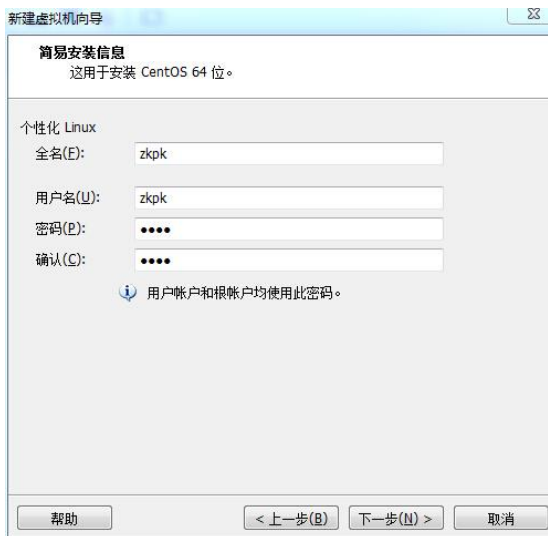 新建虚拟机向导
简易安装信息
这用于安装 CentOS 64 位。
个性化 Linux
全名(F): zkpk
用户名(U): zkpk
密码(P): ●●●●
确认(C): ●●●●
用户帐户和根帐户均使用此密码。
帮助 < 上一步(B) 下一步(N) > 取消